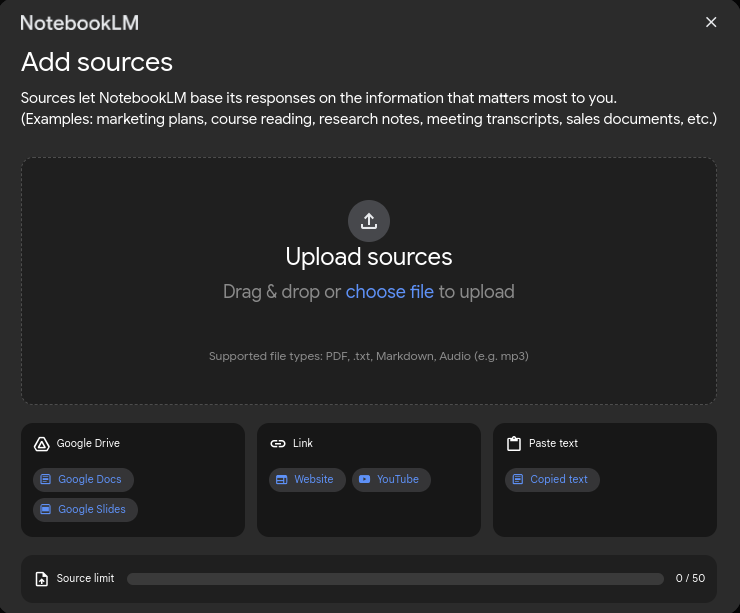 NotebookLM
Add sources
Sources let NotebookLM base its responses on the information that matters most to you.
(Examples: marketing plans, course reading, research notes, meeting transcripts, sales documents, etc.)
Upload sources
Drag & drop or choose file to upload
Supported file types: PDF, .txt, Markdown, Audio (e.g. mp3)
Google Drive
Google Docs
Google Slides
Link
Website
YouTube
Paste text
Copied text
Source limit
0 / 50